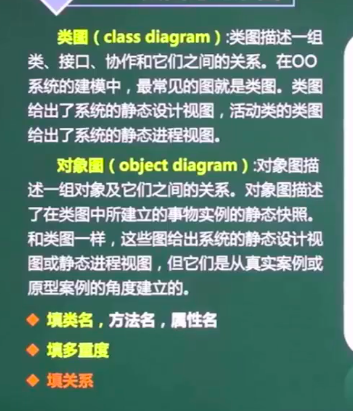 类图（class diagram）:类图描述一组
类、接口、协作和它们之间的关系。在OO
系统的建模中，最常见的图就是类图。类图
给出了系统的静态设计视图，活动类的类图
给出了系统的静态进程视图。
对象图（object diagram）:对象图描
述一组对象及它们之间的关系。对象图描述
了在类图中所建立的事物实例的静态快照。
和类图一样，这些图给出系统的静态设计视
图或静态进程视图，但它们是从真实案例或
原型案例的角度建立的。
填类名，方法名，属性名
填多重度
填关系